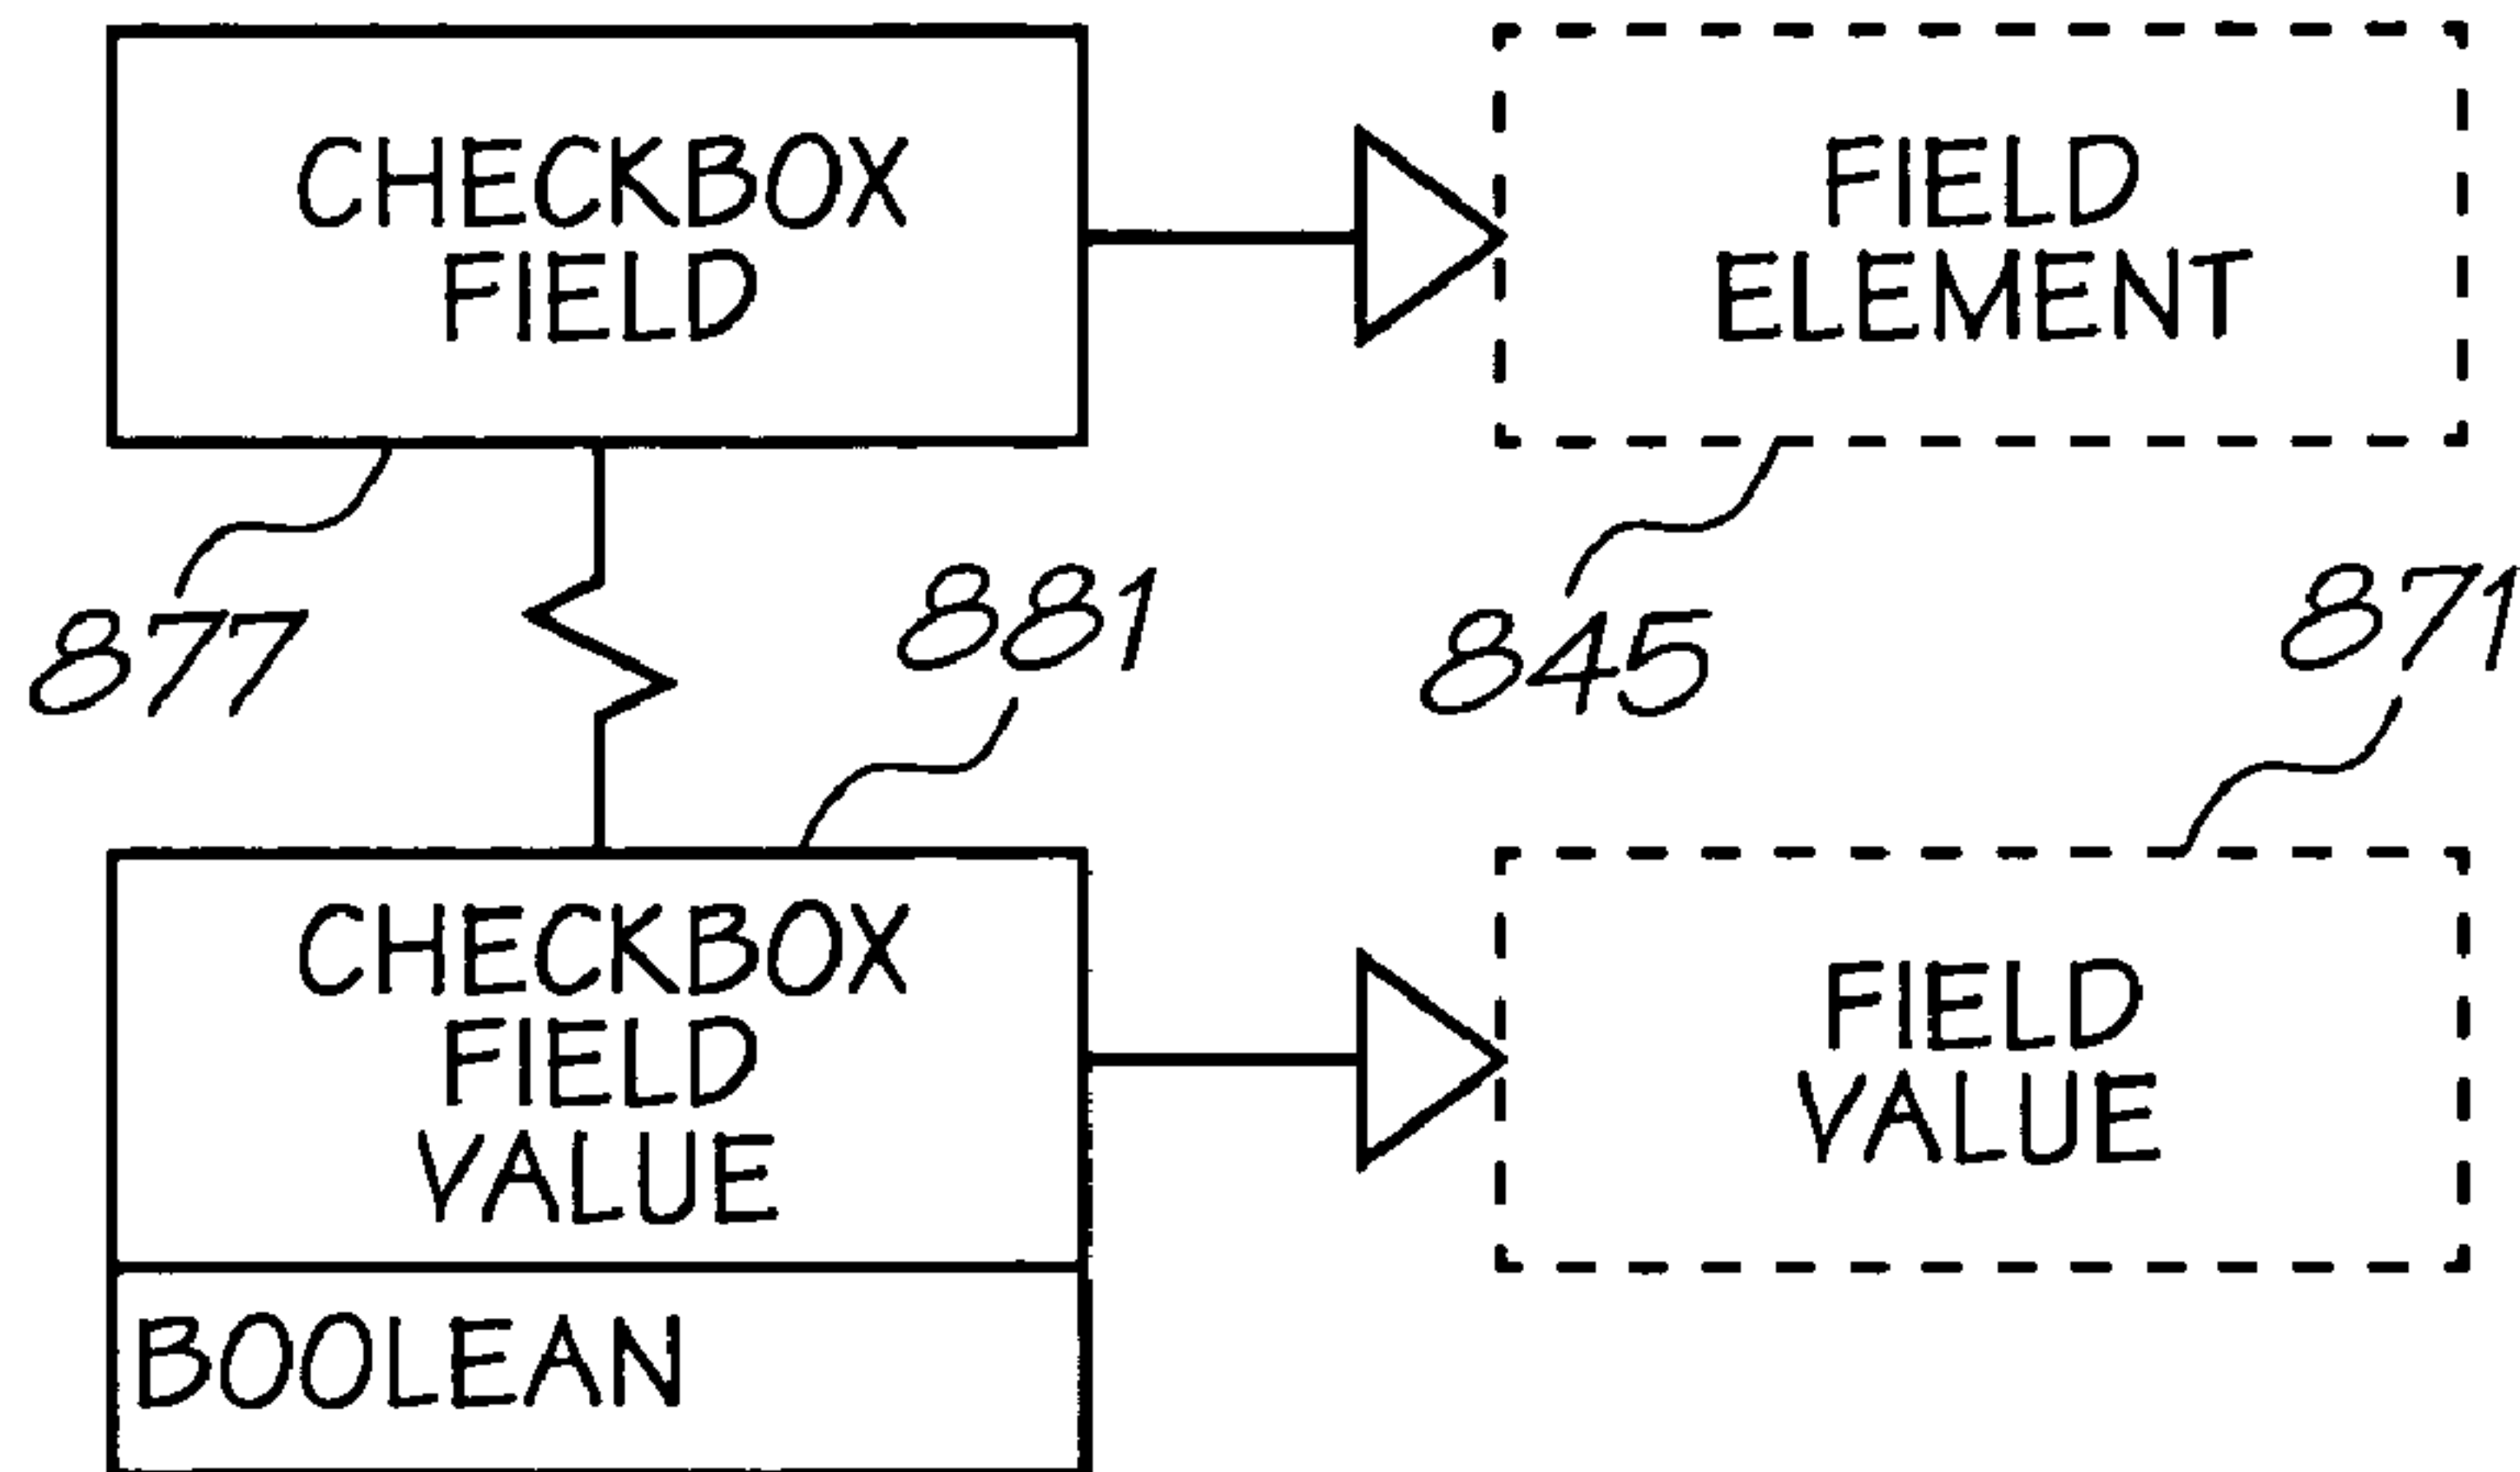 CHECKBOX
FIELD
FIELD
ELEMENT
877
881
845
871
CHECKBOX
FIELD
VALUE
BOOLEAN
FIELD
VALUE